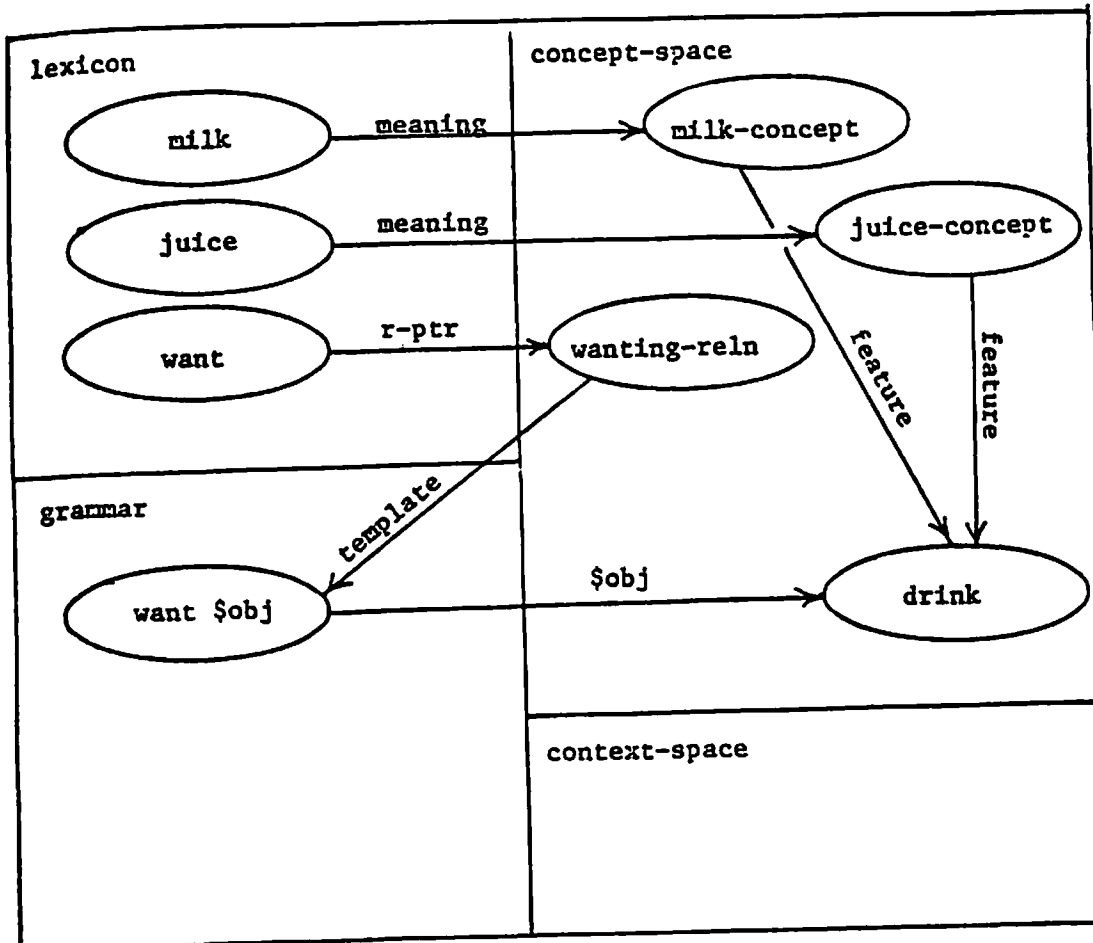 lexicon
concept-space
milk
meaning
milk-concept
juice
meaning
juice-concept
want
r-ptr
wanting-reln
feature
feature
template
grammar
want $obj
$obj
drink
context-space